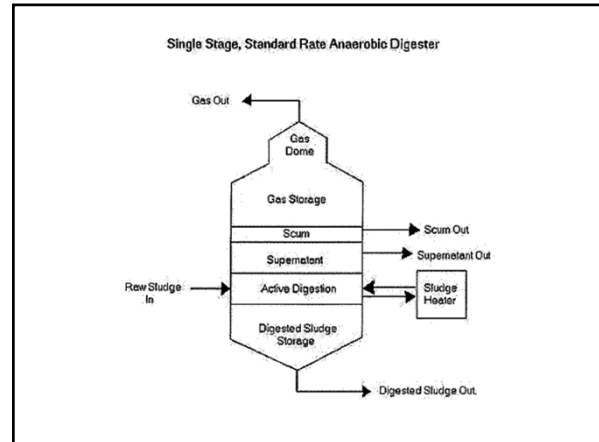 Single Stage, Standard Rate Anaerobic Digester
Gas Out
Gas
Dome
Gas Storage
Scum
Scum Out
Supernatant
Supernatant Out
Raw Sludge
In
Active Digestion
Sludge
Heater
Digested Sludge
Storage
Digested Sludge Out.